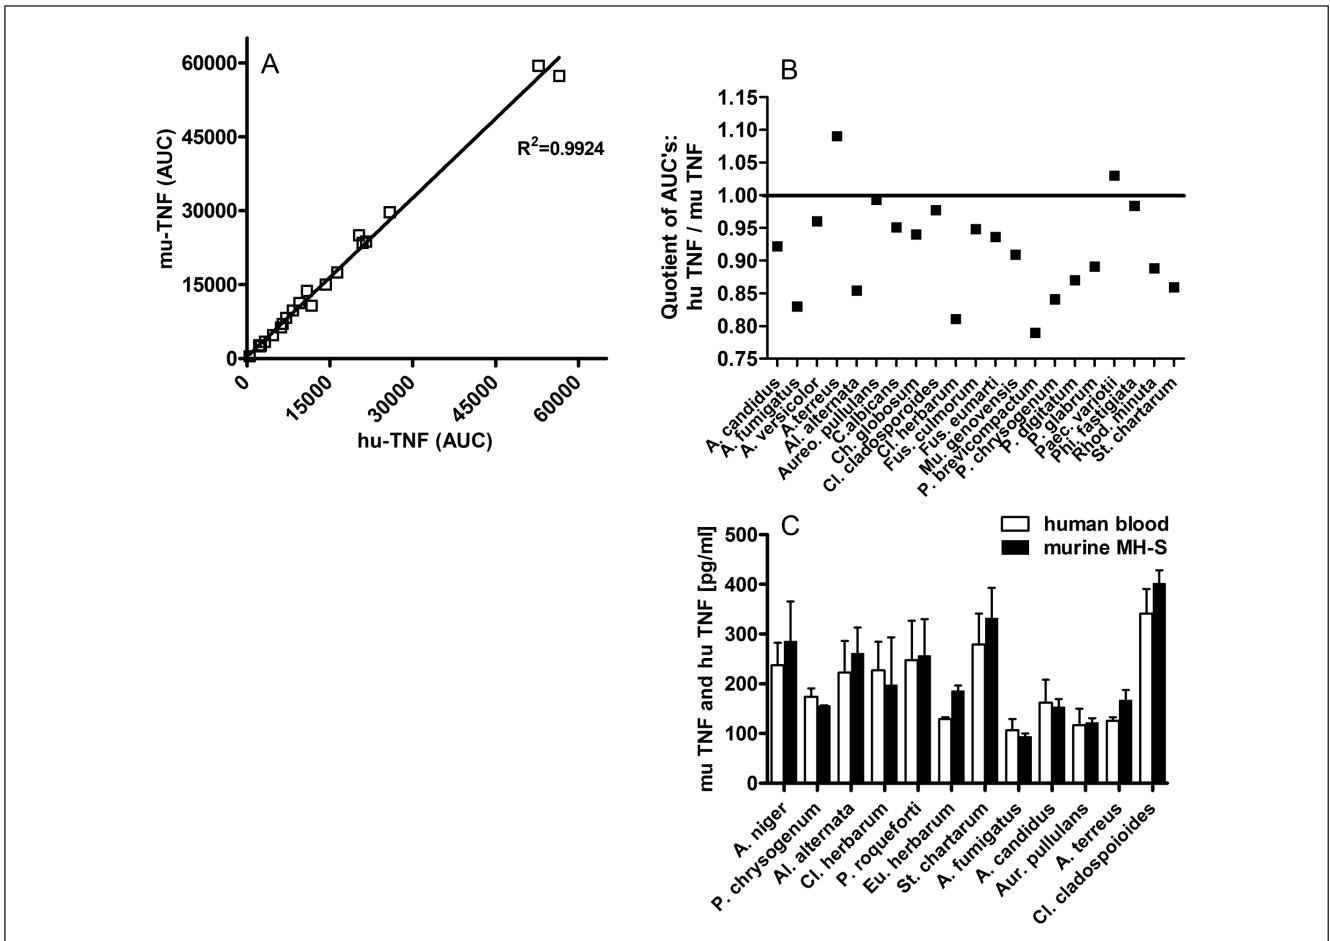 A
60000
45000
30000
15000
0
mu-TNF (AUC)
R2=0.9924
0
15000
30000
45000
60000
hu-TNF (AUC)
B
1.15
1.10
1.05
1.00
0.95
0.90
0.85
0.80
0.75
Quotient of AUC's:
hu TNF / mu TNF
A. candidus
A. fumigatus
A. versicolor
A.terreus
Al. alternata
Aureo. pullulans
C.albicans
Ch. globosum
Cl. cladosporoides
Cl. herbarum
Fus. culmorum
Fus. eumarti
Mu. genovensis
P. brevicompactum
P. chrysogenum
P. digitatum
P. glabrum
Paec. variotii
Phi. fastigiata
Rhod. minuta
St. chartarum
C
human blood
murine MH-S
500
400
300
200
100
0
mu TNF and hu TNF [pg/ml]
A. niger
P. chrysogenum
Al. alternata
Cl. herbarum
P. roqueforti
Eu. herbarum
St. chartarum
A. fumigatus
A. candidus
Aur. pullulans
A. terreus
Cl. cladospoioides